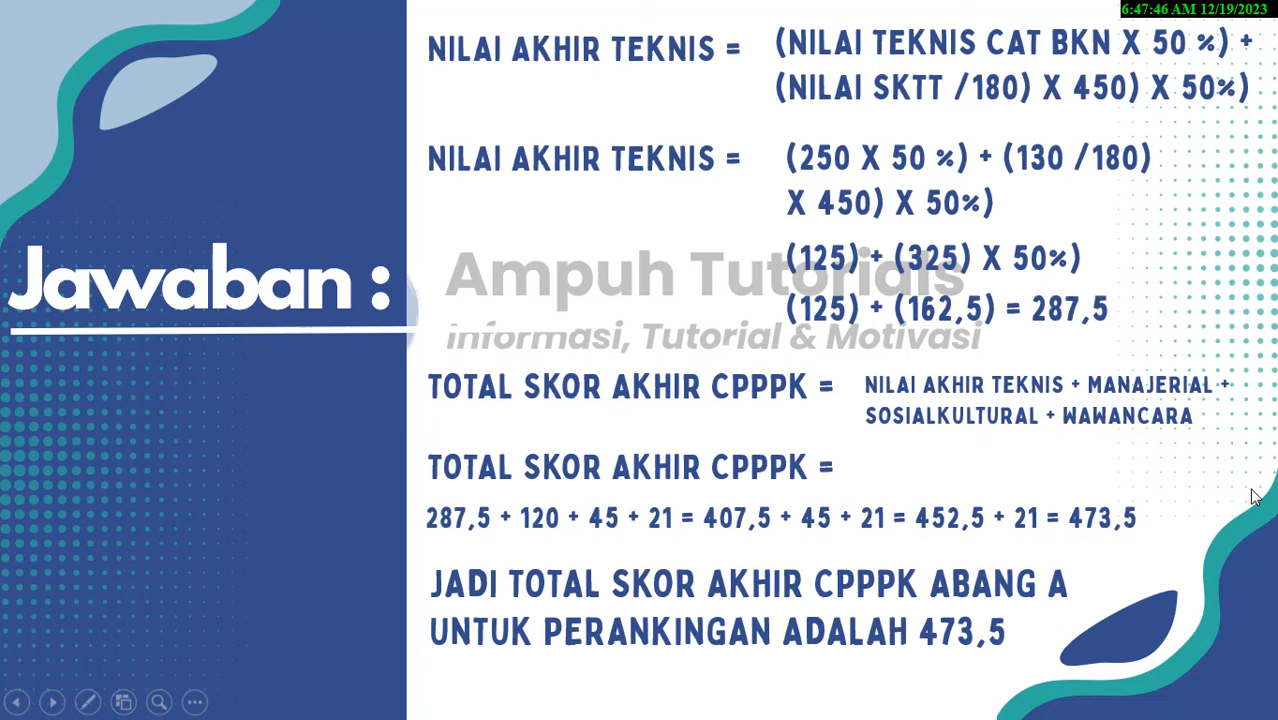 6:47:46 AM 12/19/2023
NILAI AKHIR TEKNIS = (NILAI TEKNIS CAT BKN X 50 %) +
(NILAI SKTT /180) X 450) X 50%)
NILAI AKHIR TEKNIS = (250 X 50 %) + (130 /180)
X 450) X 50%)
Jawaban :
Ampuh Tutorials
(125) + (325) X 50%)
(125) + (162,5) = 287,5
informasi, Tutorial & Motivasi
TOTAL SKOR AKHIR CPPPK = NILAI AKHIR TEKNIS + MANAJERIAL +
SOSIALKULTURAL + WAWANCARA
TOTAL SKOR AKHIR CPPPK =
287,5 + 120 + 45 + 21 = 407,5 + 45 + 21 = 452,5 + 21 = 473,5
JADI TOTAL SKOR AKHIR CPPPK ABANG A
UNTUK PERANKINGAN ADALAH 473,5